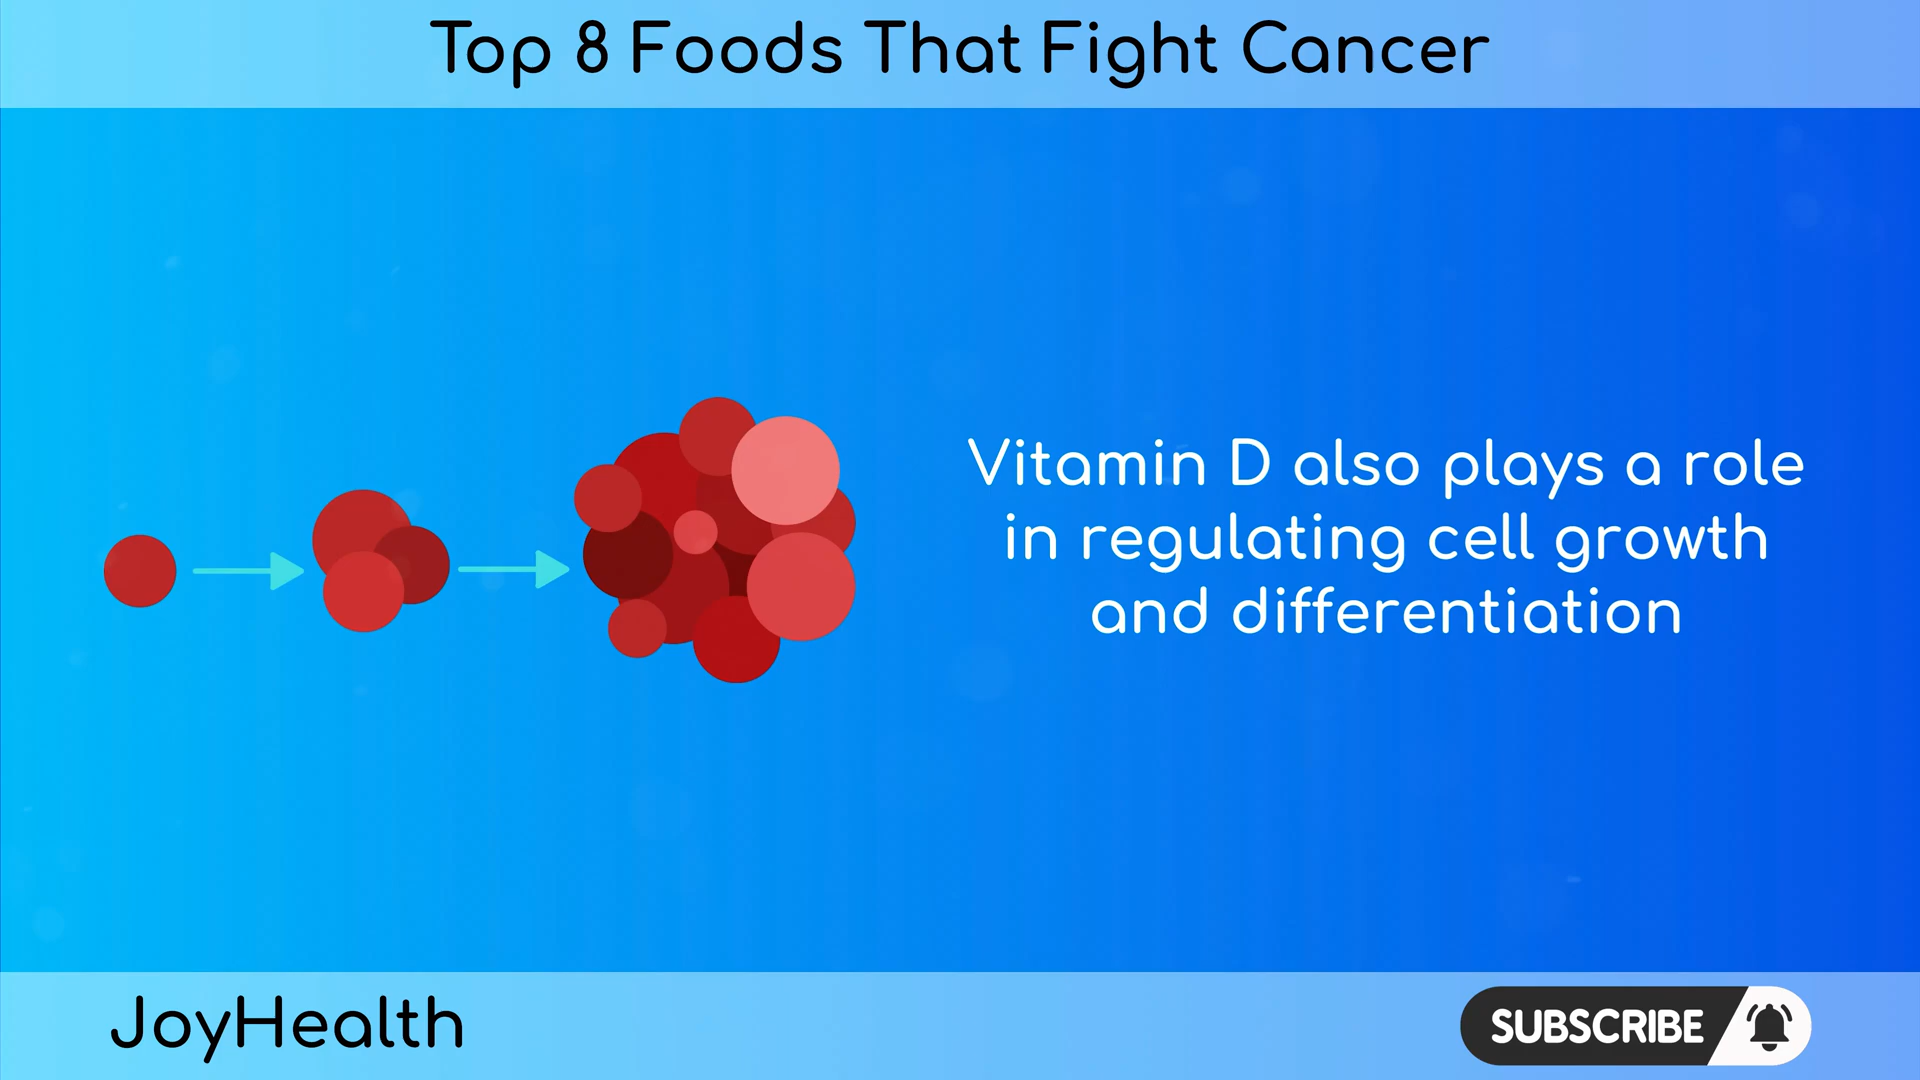 Top 8 Foods That Fight Cancer
Vitamin D also plays a role
in regulating cell growth
and differentiation
JoyHealth
SUBSCRIBE